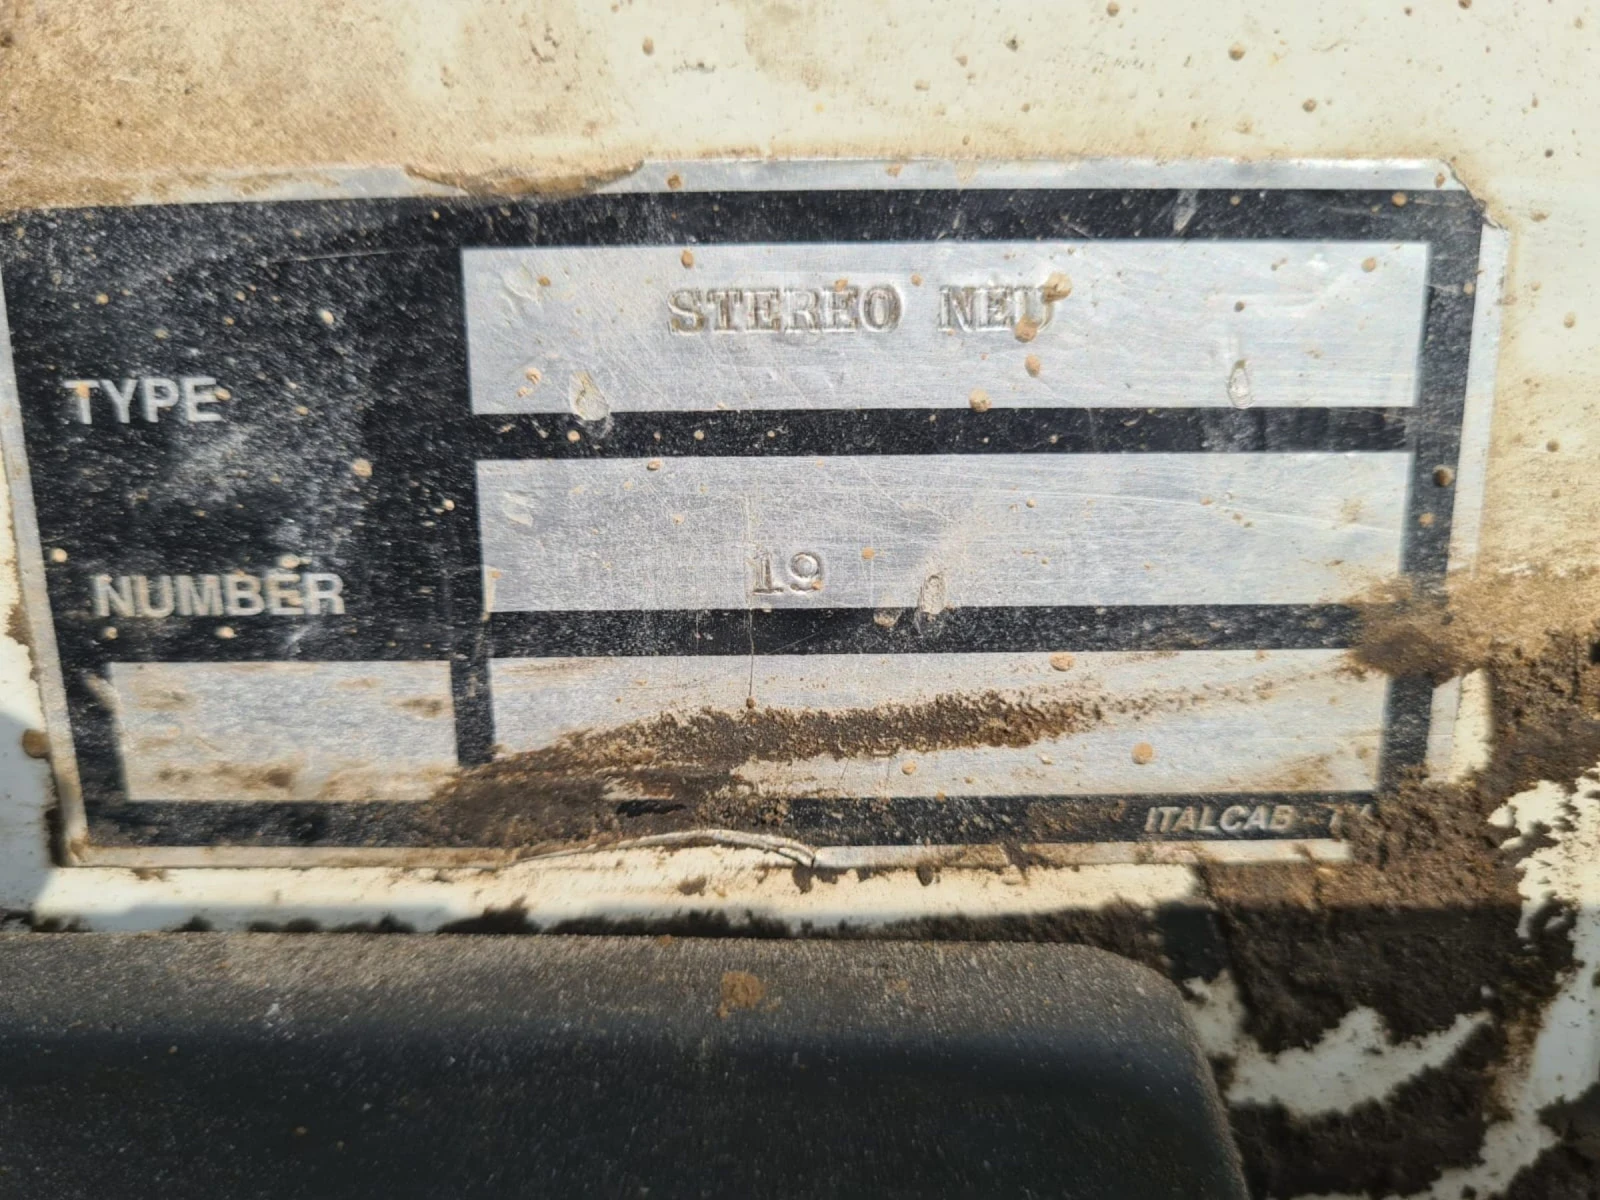 STEREO NEU
TYPE
19
NUMBER
ITALCAB